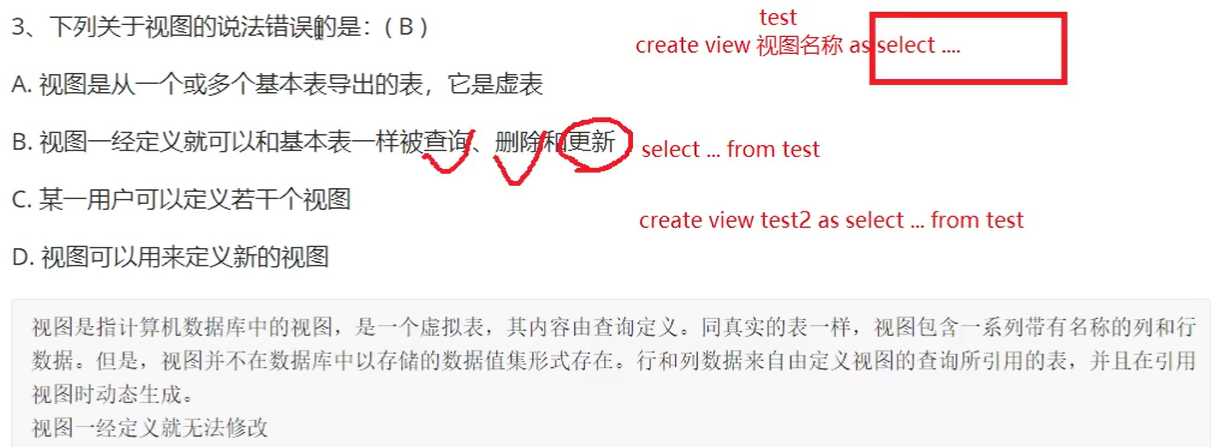 3、下列关于视图的说法错误的是：( B )
test
create view 视图名称 as select ....
A. 视图是从一个或多个基本表导出的表，它是虚表
B. 视图一经定义就可以和基本表一样被查询、删除和更新
select ... from test
C. 某一用户可以定义若干个视图
create view test2 as select ... from test
D. 视图可以用来定义新的视图
视图是指计算机数据库中的视图，是一个虚拟表，其内容由查询定义。同真实的表一样，视图包含一系列带有名称的列和行
数据。但是，视图并不在数据库中以存储的数据值集形式存在。行和列数据来自由定义视图的查询所引用的表，并且在引用
视图时动态生成。
视图一经定义就无法修改